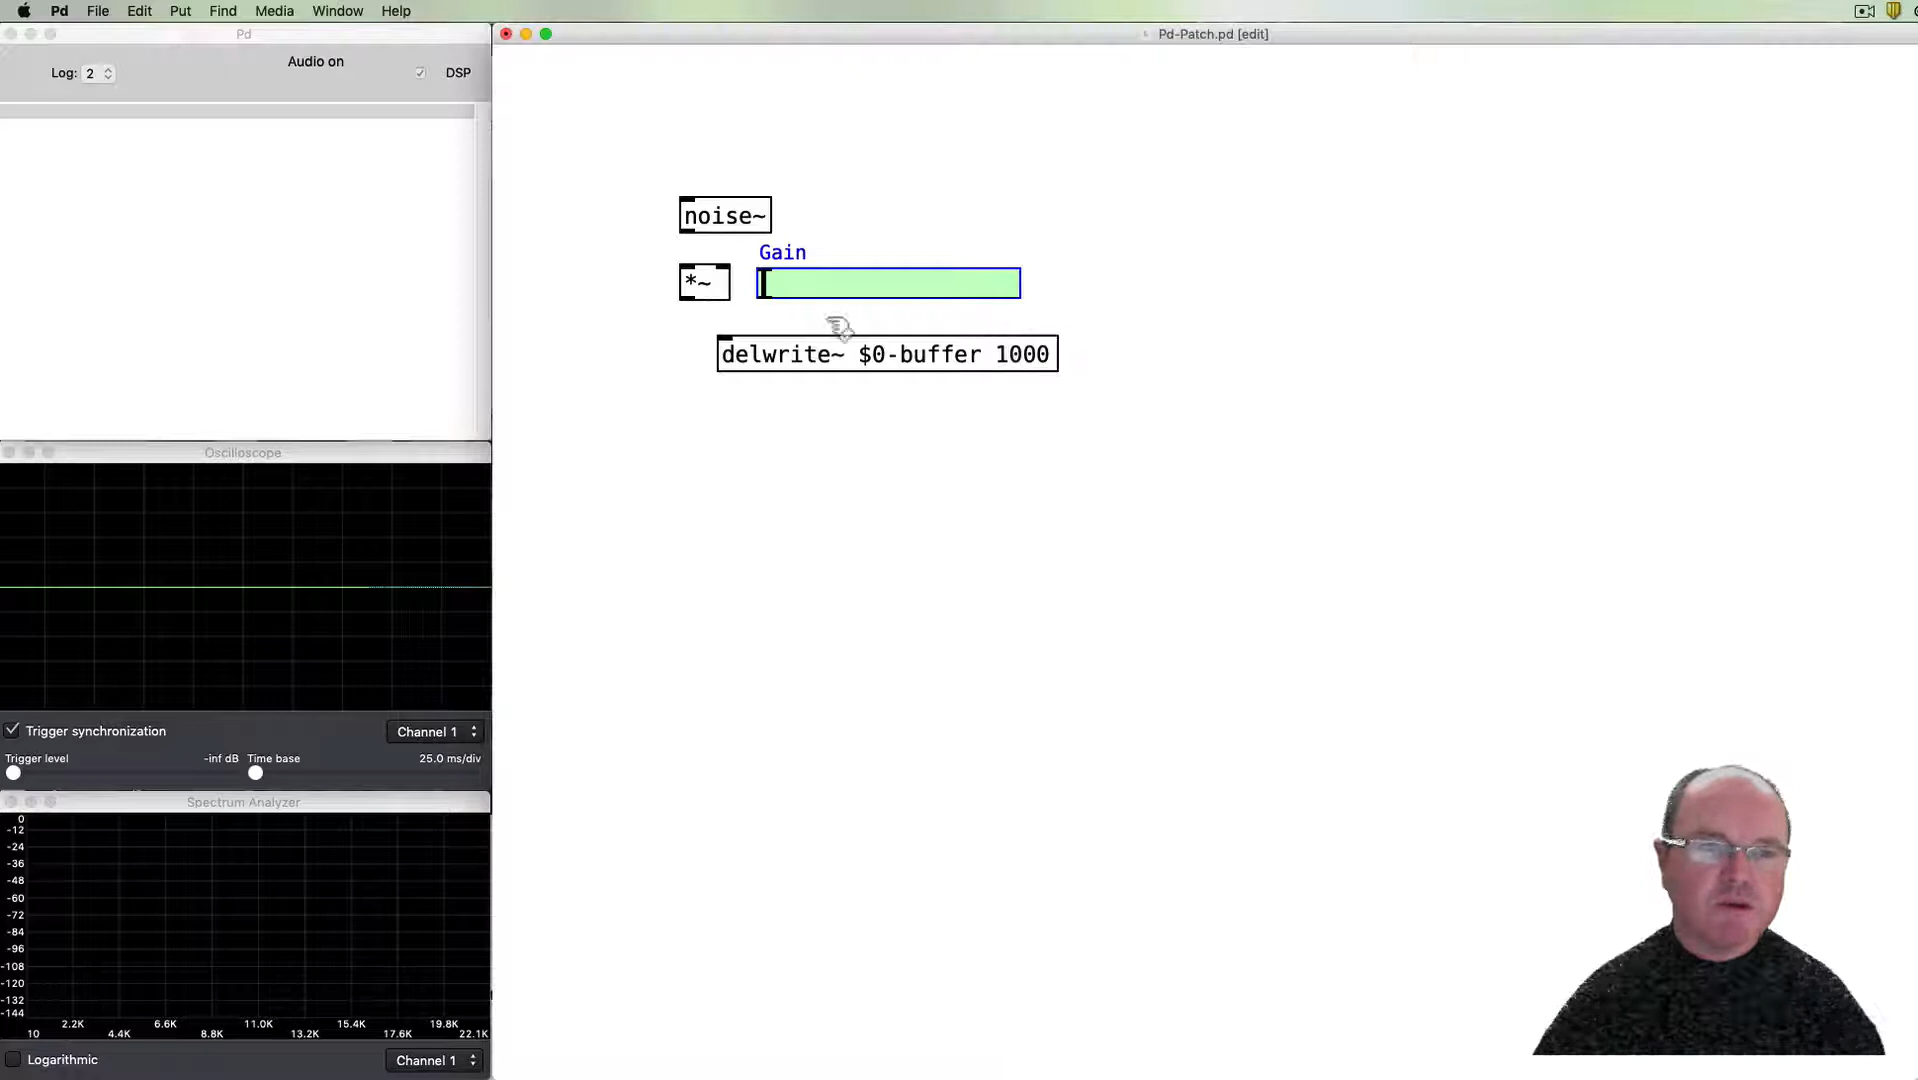 Pd File Edit Put Find Media Window Help
Pd
Log: 2
Audio on
DSP
Pd-Patch.pd [edit]
noise~
Gain
*~
delwrite~ $0-buffer 1000
Oscilloscope
Trigger synchronization
Channel 1
Trigger level
-inf dB
Time base
25.0 ms/div
Spectrum Analyzer
0
-12
-24
-36
-48
-60
-72
-84
-96
-108
-120
-132
-144
2.2K 6.6K 11.0K 15.4K 19.8K
10 4.4K 8.8K 13.2K 17.6K 22.1K
Logarithmic
Channel 1